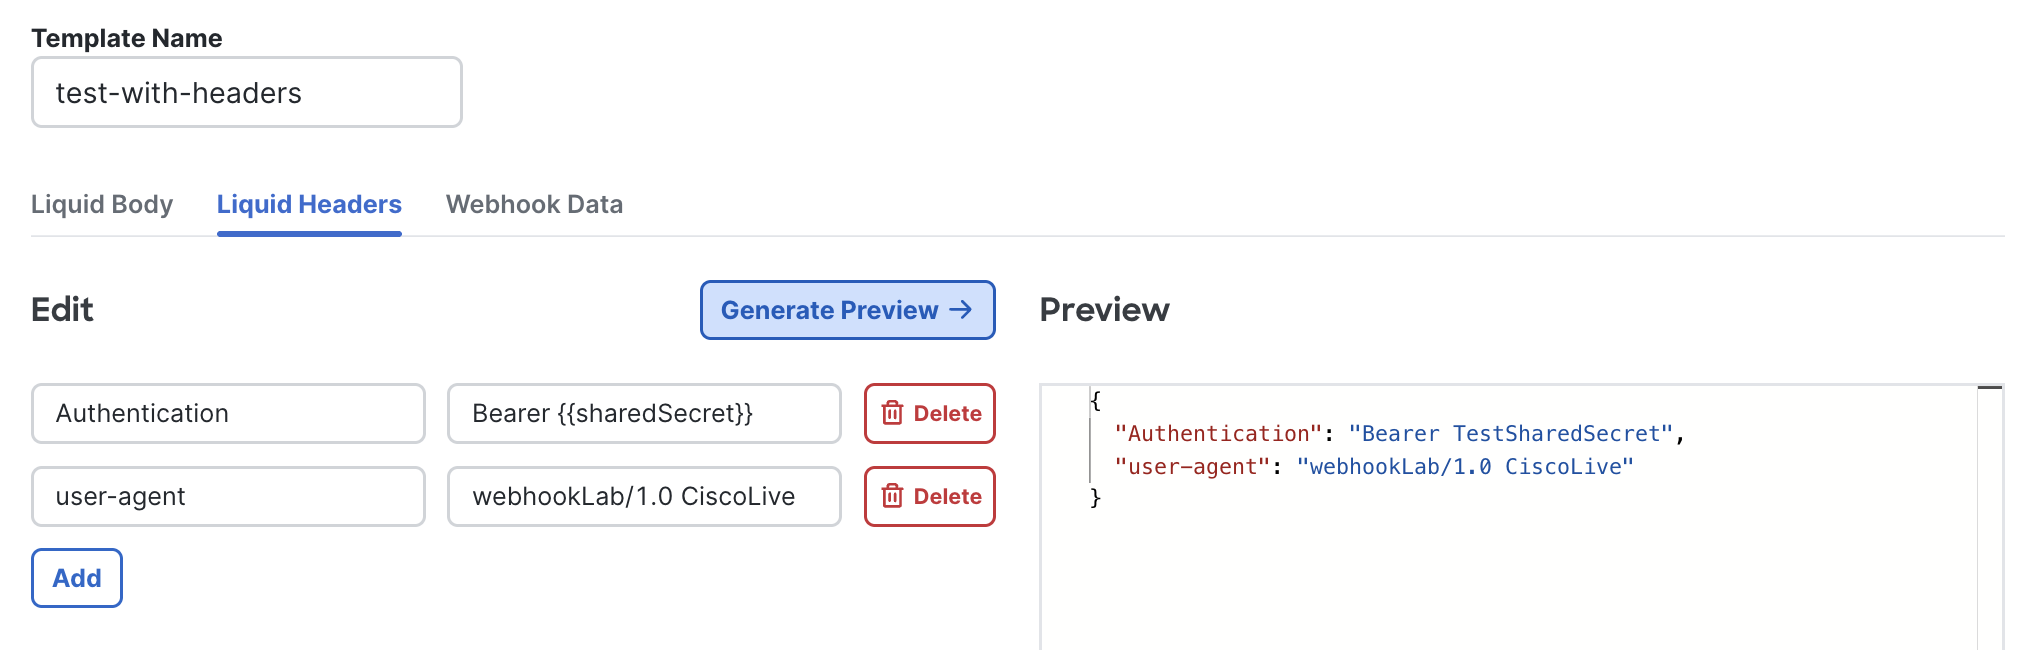 Template Name
test-with-headers
Liquid Body Liquid Headers Webhook Data
Edit
Generate Preview →
Preview
Authentication Bearer {{sharedSecret}} Delete
user-agent webhookLab/1.0 CiscoLive Delete
Add
{
"Authentication": "Bearer TestSharedSecret",
"user-agent": "webhookLab/1.0 CiscoLive"
}